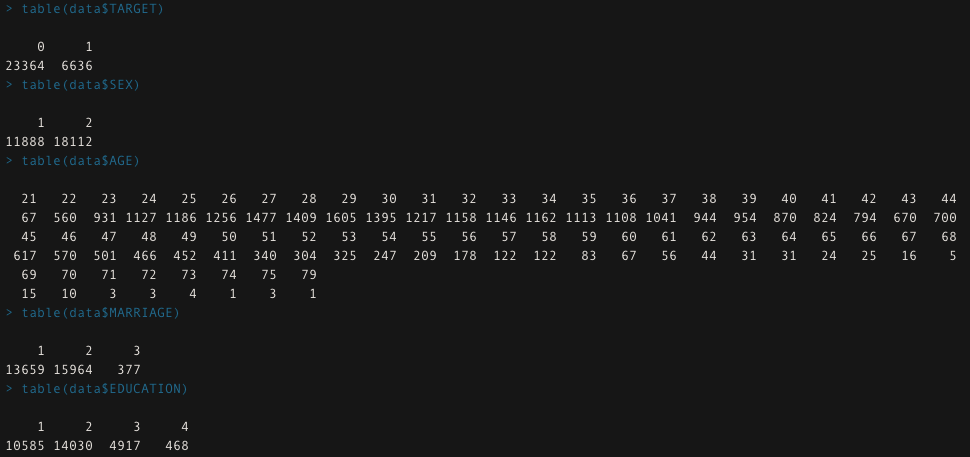 > table(data$TARGET)
    0     1
23364  6636
> table(data$SEX)
    1     2
11888 18112
> table(data$AGE)
  21   22   23   24   25   26   27   28   29   30   31   32   33   34   35   36   37   38   39   40   41   42   43   44
  67  560  931 1127 1186 1256 1477 1409 1605 1395 1217 1158 1146 1162 1113 1108 1041  944  954  870  824  794  670  700
  45   46   47   48   49   50   51   52   53   54   55   56   57   58   59   60   61   62   63   64   65   66   67   68
 617  570  501  466  452  411  340  304  325  247  209  178  122  122   83   67   56   44   31   31   24   25   16    5
  69   70   71   72   73   74   75   79
  15   10    3    3    4    1    3    1
> table(data$MARRIAGE)
    1     2     3
13659 15964   377
> table(data$EDUCATION)
    1     2     3     4
10585 14030  4917   468